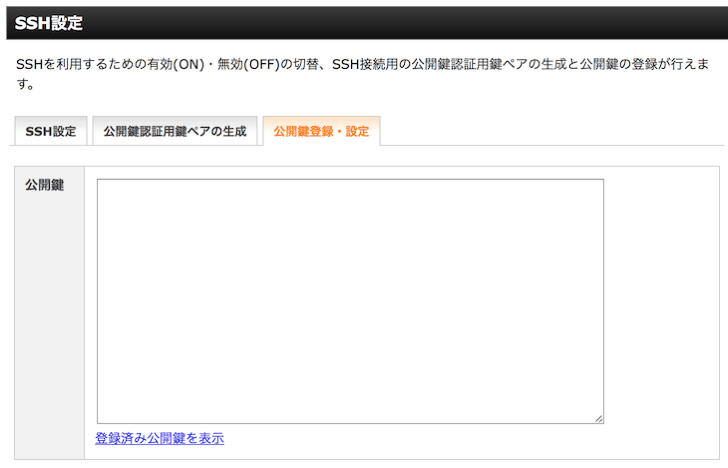 SSH設定
SSHを利用するための有効(ON)・無効(OFF)の切替、SSH接続用の公開鍵認証用鍵ペアの生成と公開鍵の登録が行えま
す。
SSH設定
公開鍵認証用鍵ペアの生成
公開鍵登録・設定
公開鍵
登録済み公開鍵を表示